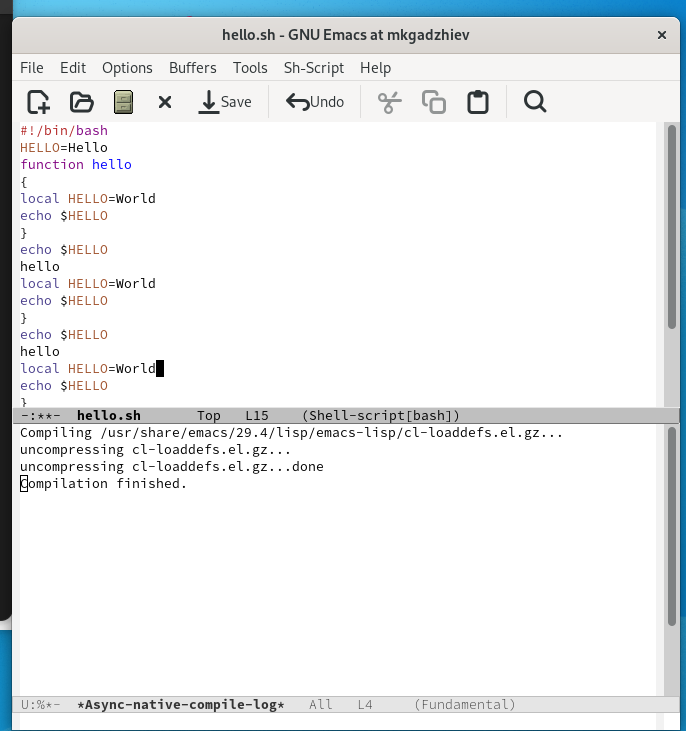 hello.sh - GNU Emacs at mkgadzhiev
File Edit Options Buffers Tools Sh-Script Help
Save Undo
#!/bin/bash
HELLO=Hello
function hello
{
local HELLO=World
echo $HELLO
}
echo $HELLO
hello
local HELLO=World
echo $HELLO
}
echo $HELLO
hello
local HELLO=World
echo $HELLO
}
-:**- hello.sh Top L15 (Shell-script[bash])
Compiling /usr/share/emacs/29.4/lisp/emacs-lisp/cl-loaddefs.el.gz...
uncompressing cl-loaddefs.el.gz...
uncompressing cl-loaddefs.el.gz...done
Compilation finished.
U:%*- *Async-native-compile-log* All L4 (Fundamental)